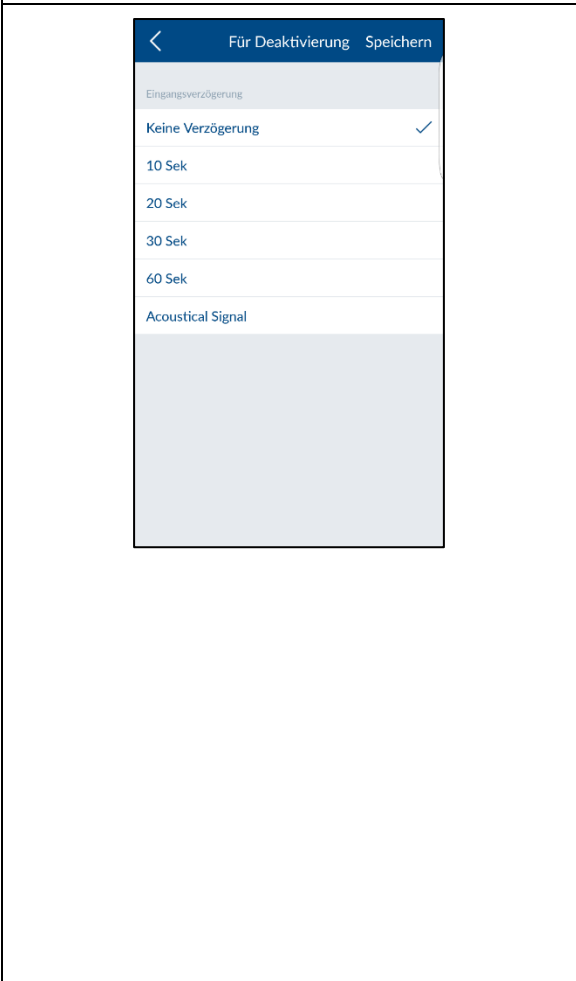 Für Deaktivierung Speichern
Eingangsverzögerung
Keine Verzögerung
10 Sek
20 Sek
30 Sek
60 Sek
Acoustical Signal